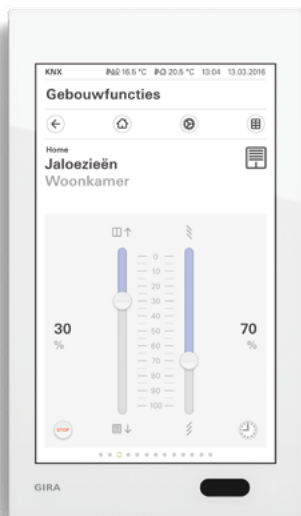 KNX 16.5 °C 20.5 °C 13:04 13.03.2016
Gebouwfuncties
Home
Jaloezieën
Woonkamer
0
10
20
30
40
50
60
70
80
90
100
30
%
70
%
STOP
GIRA